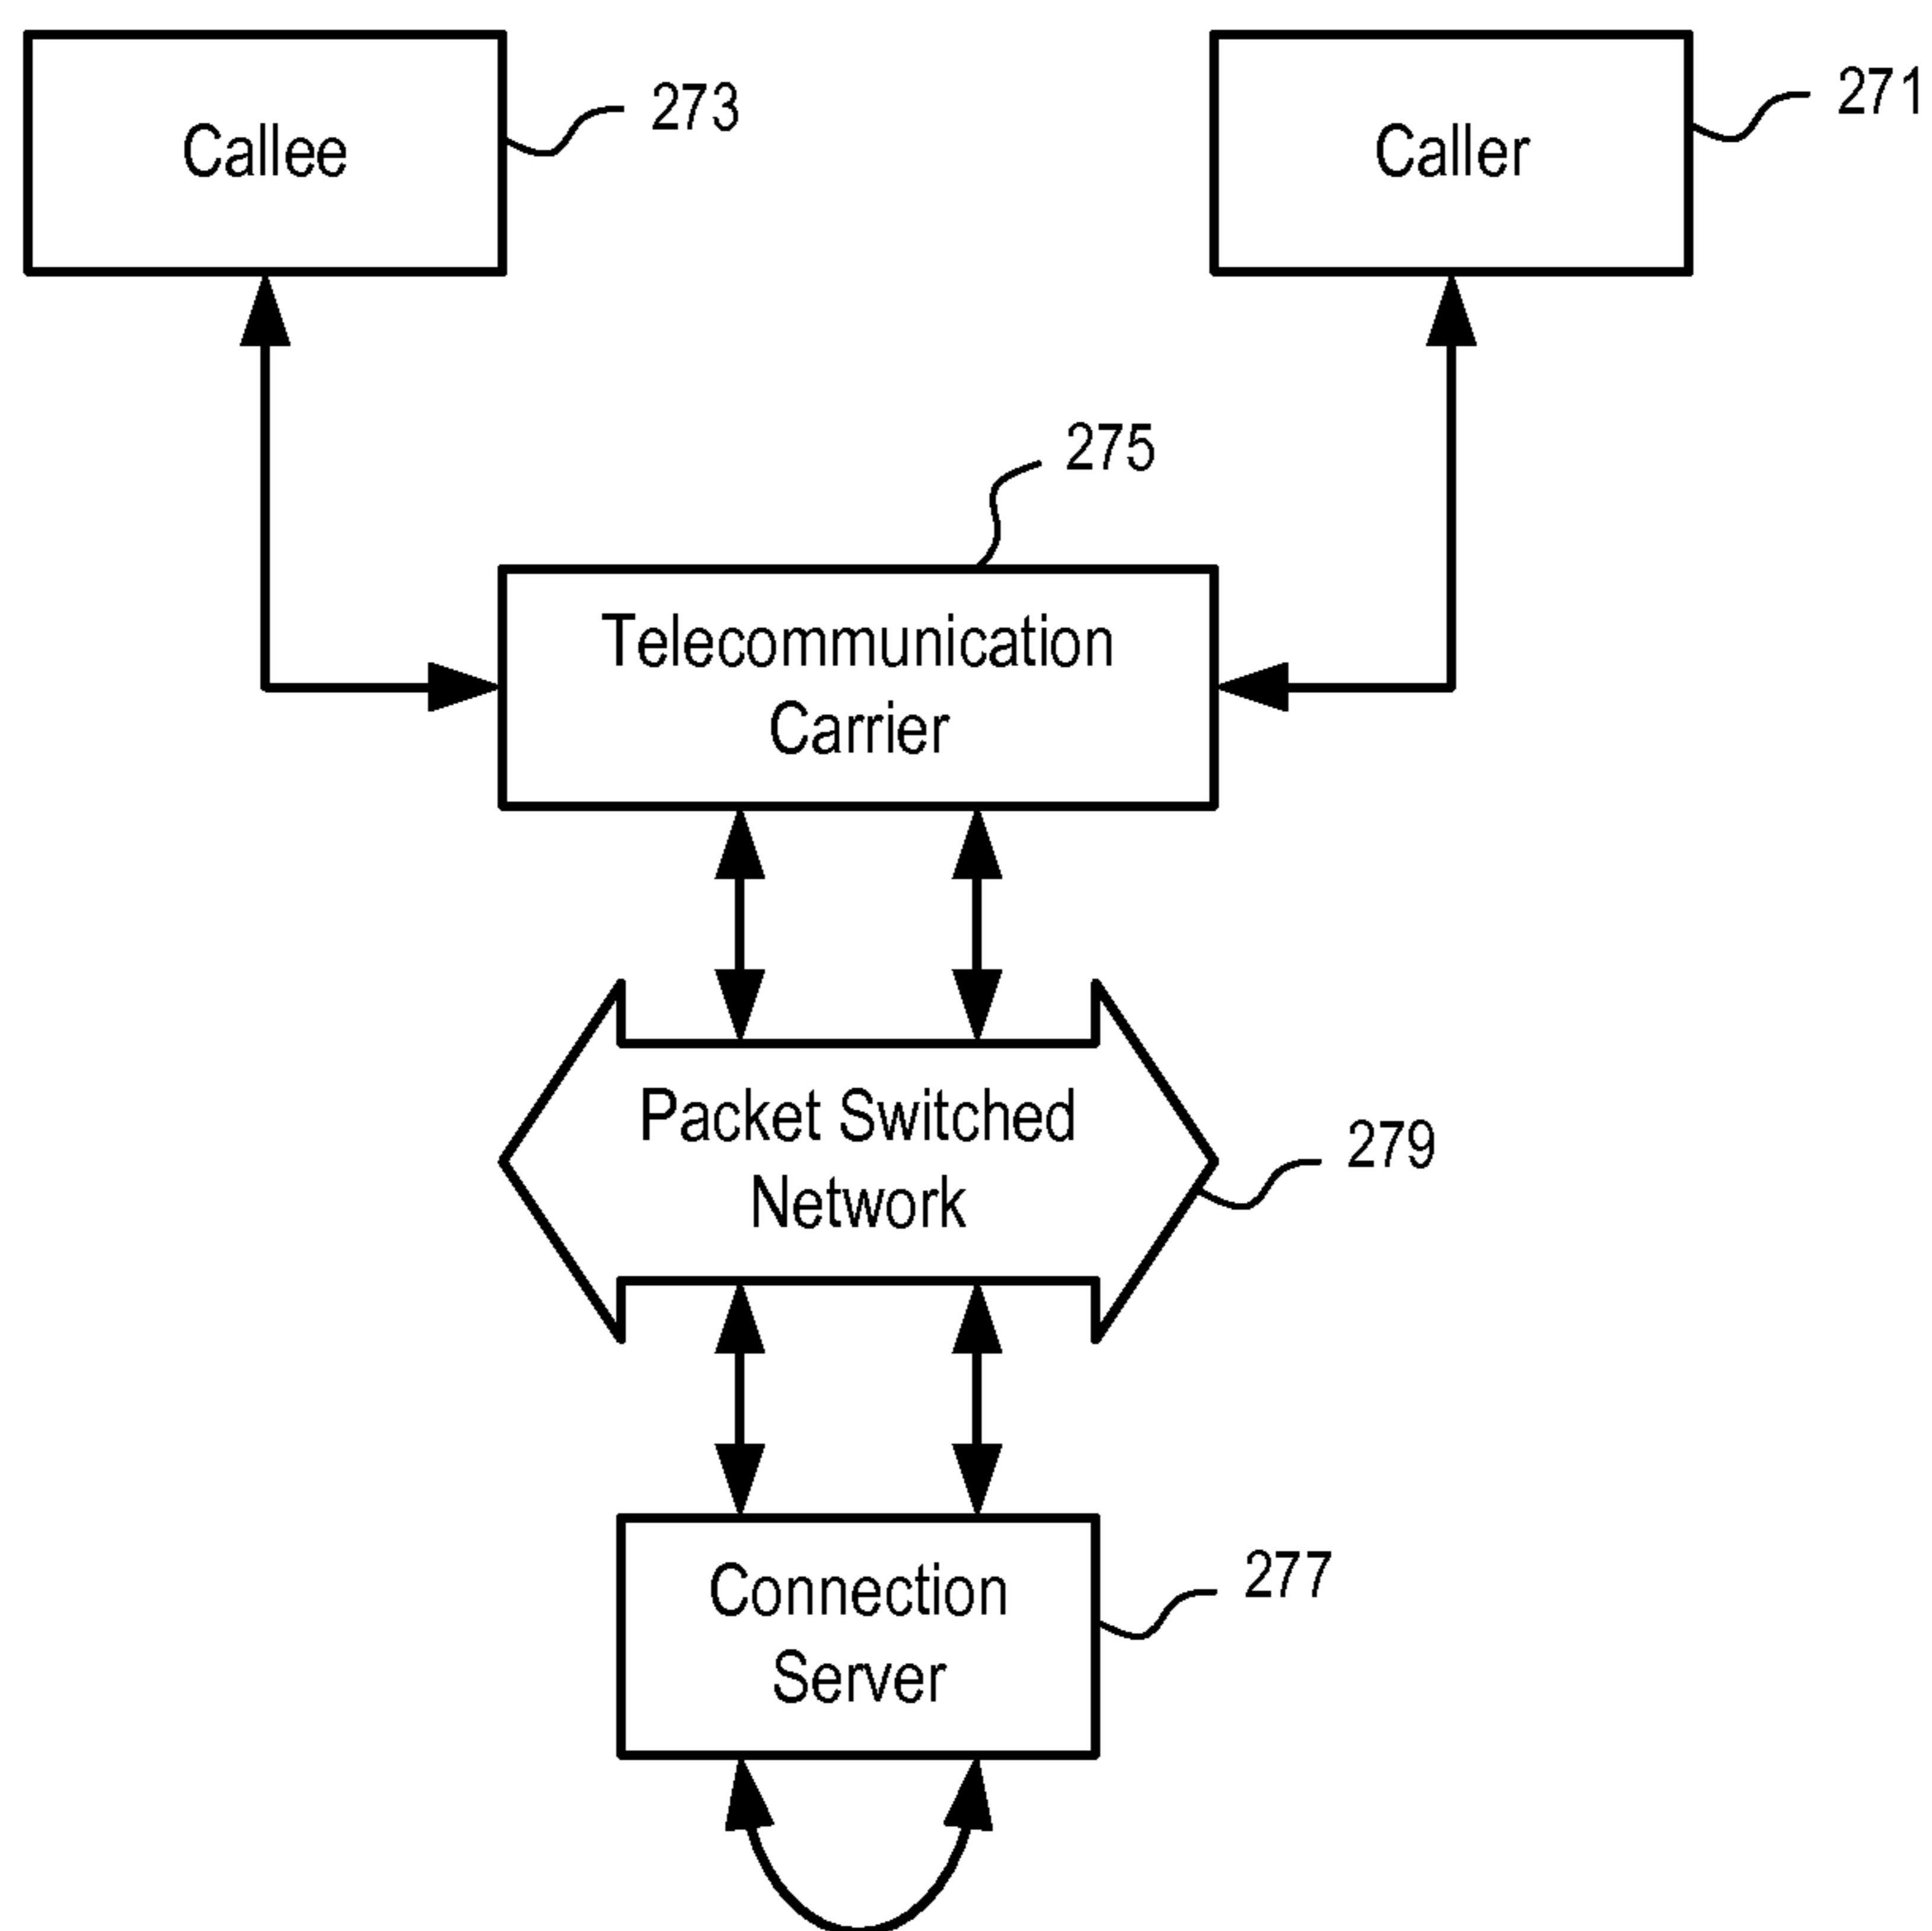 Callee
273
Caller
271
275
Telecommunication
Carrier
Packet Switched
Network
279
Connection
Server
277